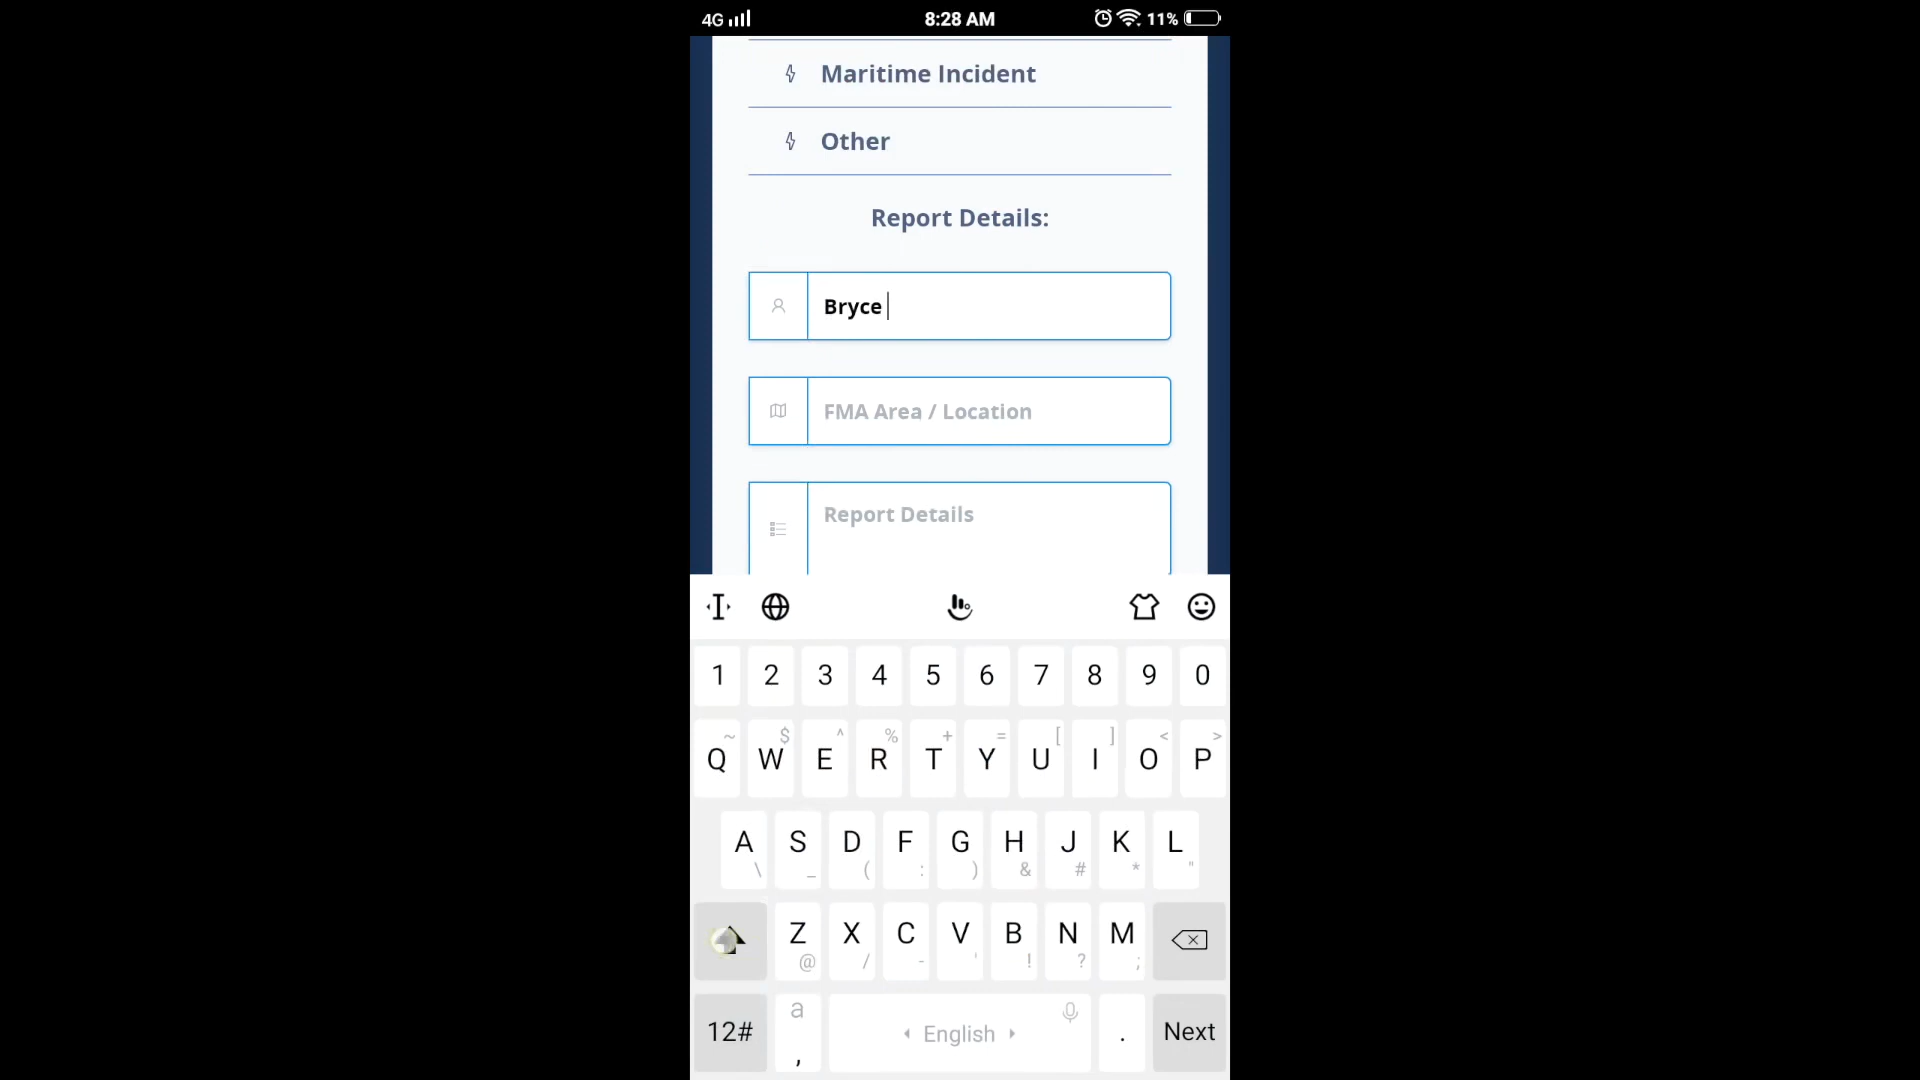 4G 8:28 AM 11%
Maritime Incident
Other
Report Details:
Bryce
FMA Area / Location
Report Details
1 2 3 4 5 6 7 8 9 0
~ $ ^ % + = [ ] < >
Q W E R T Y U I O P
A S D F G H J K L
\ _ ( : ) & # * "
Z X C V B N M
@ / - ' ! ? ;
a
12# , English . Next